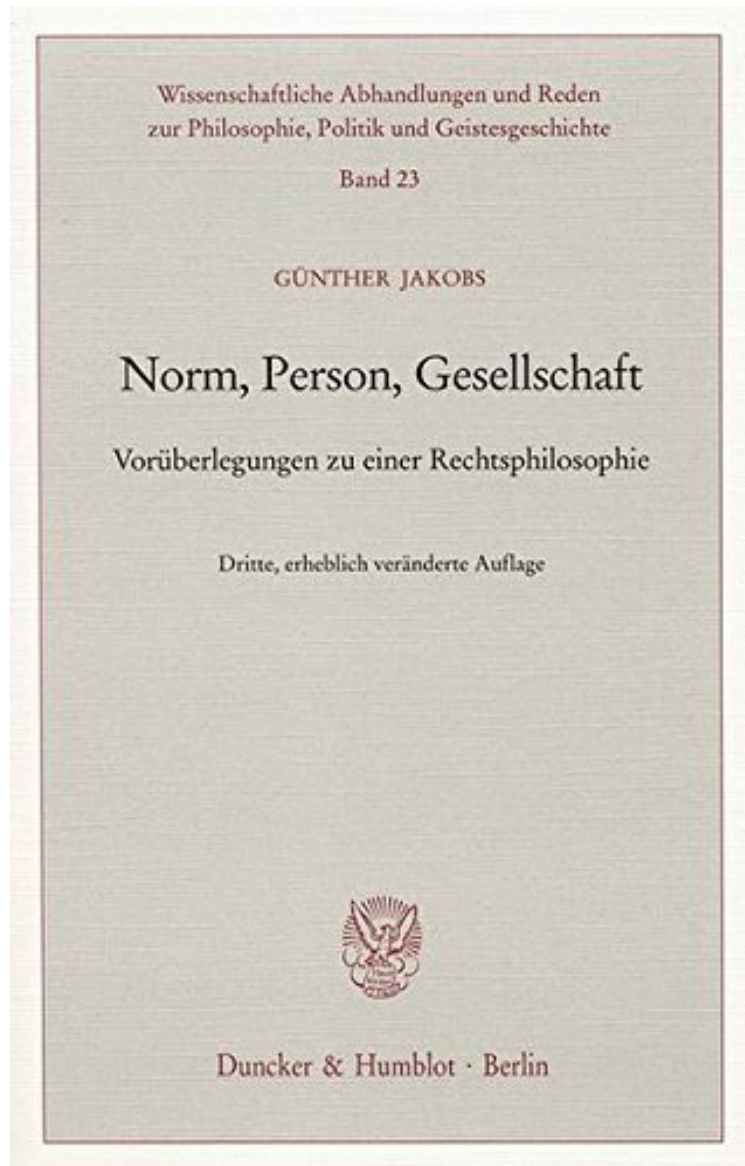 Wissenschaftliche Abhandlungen und Reden
zur Philosophie, Politik und Geistesgeschichte
Band 23
GÜNTHER JAKOBS
Norm, Person, Gesellschaft
Vorüberlegungen zu einer Rechtsphilosophie
Dritte, erheblich veränderte Auflage
Duncker & Humblot · Berlin